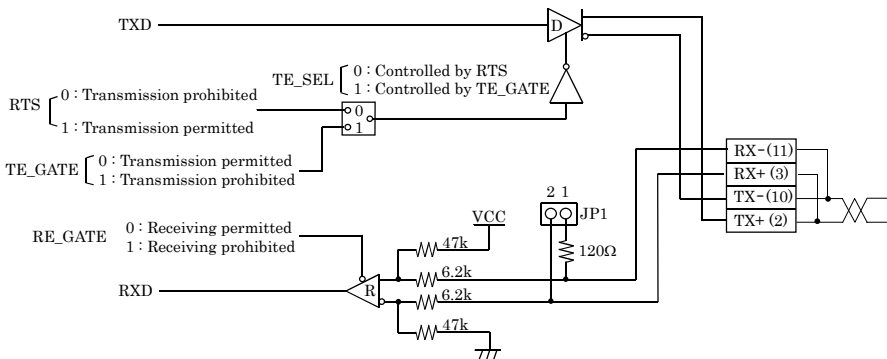 TXD
D
TE_SEL
0 : Controlled by RTS
1 : Controlled by TE_GATE
RTS
0 : Transmission prohibited
1 : Transmission permitted
0
1
TE_GATE
0 : Transmission permitted
1 : Transmission prohibited
RX-(11)
RX+ (3)
TX-(10)
TX+ (2)
2 1
JP1
120Ω
RE_GATE
0 : Receiving permitted
1 : Receiving prohibited
VCC
47k
6.2k
RXD
R
6.2k
47k